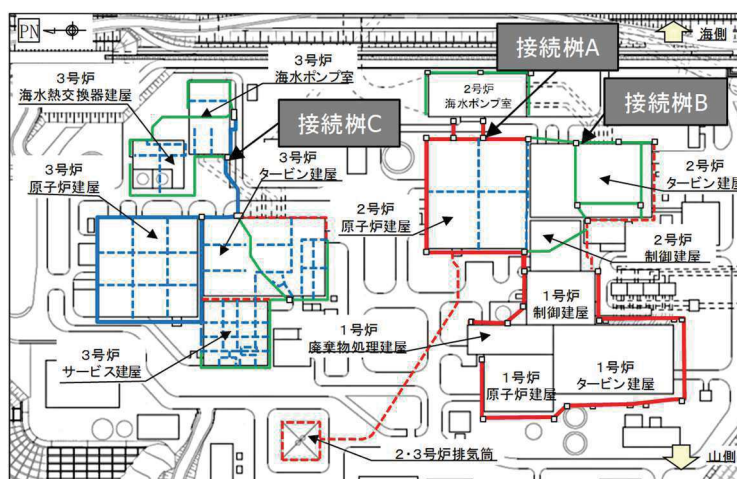 PN
海側
接続桝A
3号炉
海水ポンプ室
2号炉
海水ポンプ室
3号炉
海水熱交換器建屋
接続桝B
接続桝C
3号炉
タービン建屋
3号炉
原子炉建屋
2号炉
タービン建屋
2号炉
原子炉建屋
2号炉
制御建屋
1号炉
制御建屋
1号炉
廃棄物処理建屋
3号炉
サービス建屋
1号炉
原子炉建屋
1号炉
タービン建屋
2・3号炉排気筒
山側